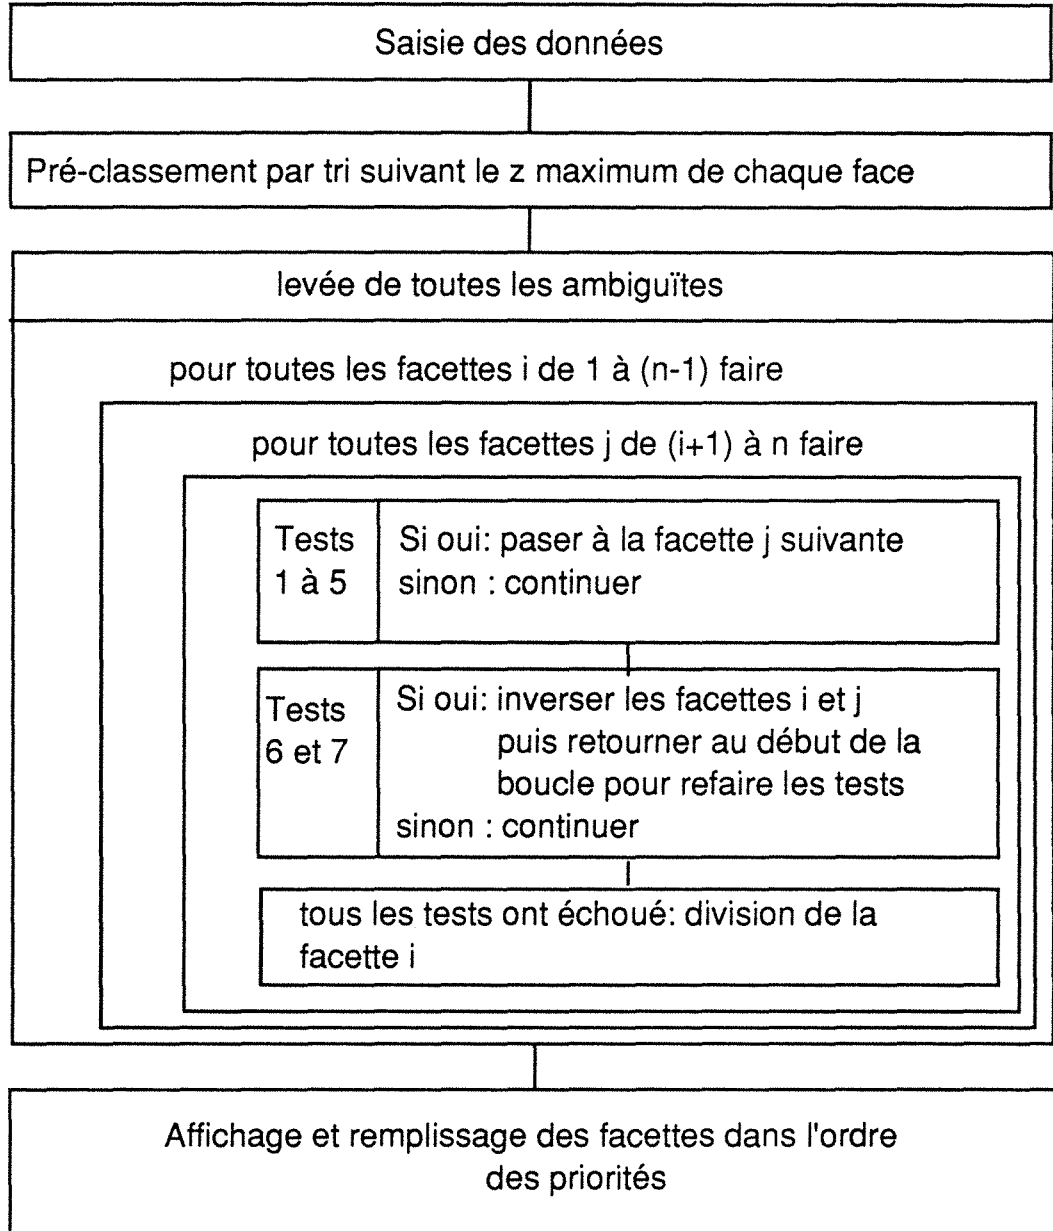 Saisie des données
Pré-classement par tri suivant le z maximum de chaque face
levée de toutes les ambiguïtes
pour toutes les facettes i de 1 à (n-1) faire
pour toutes les facettes j de (i+1) à n faire
Tests
1 à 5
Si oui: paser à la facette j suivante
sinon : continuer
Tests
6 et 7
Si oui: inverser les facettes i et j
puis retourner au début de la
boucle pour refaire les tests
sinon : continuer
tous les tests ont échoué: division de la
facette i
Affichage et remplissage des facettes dans l'ordre
des priorités